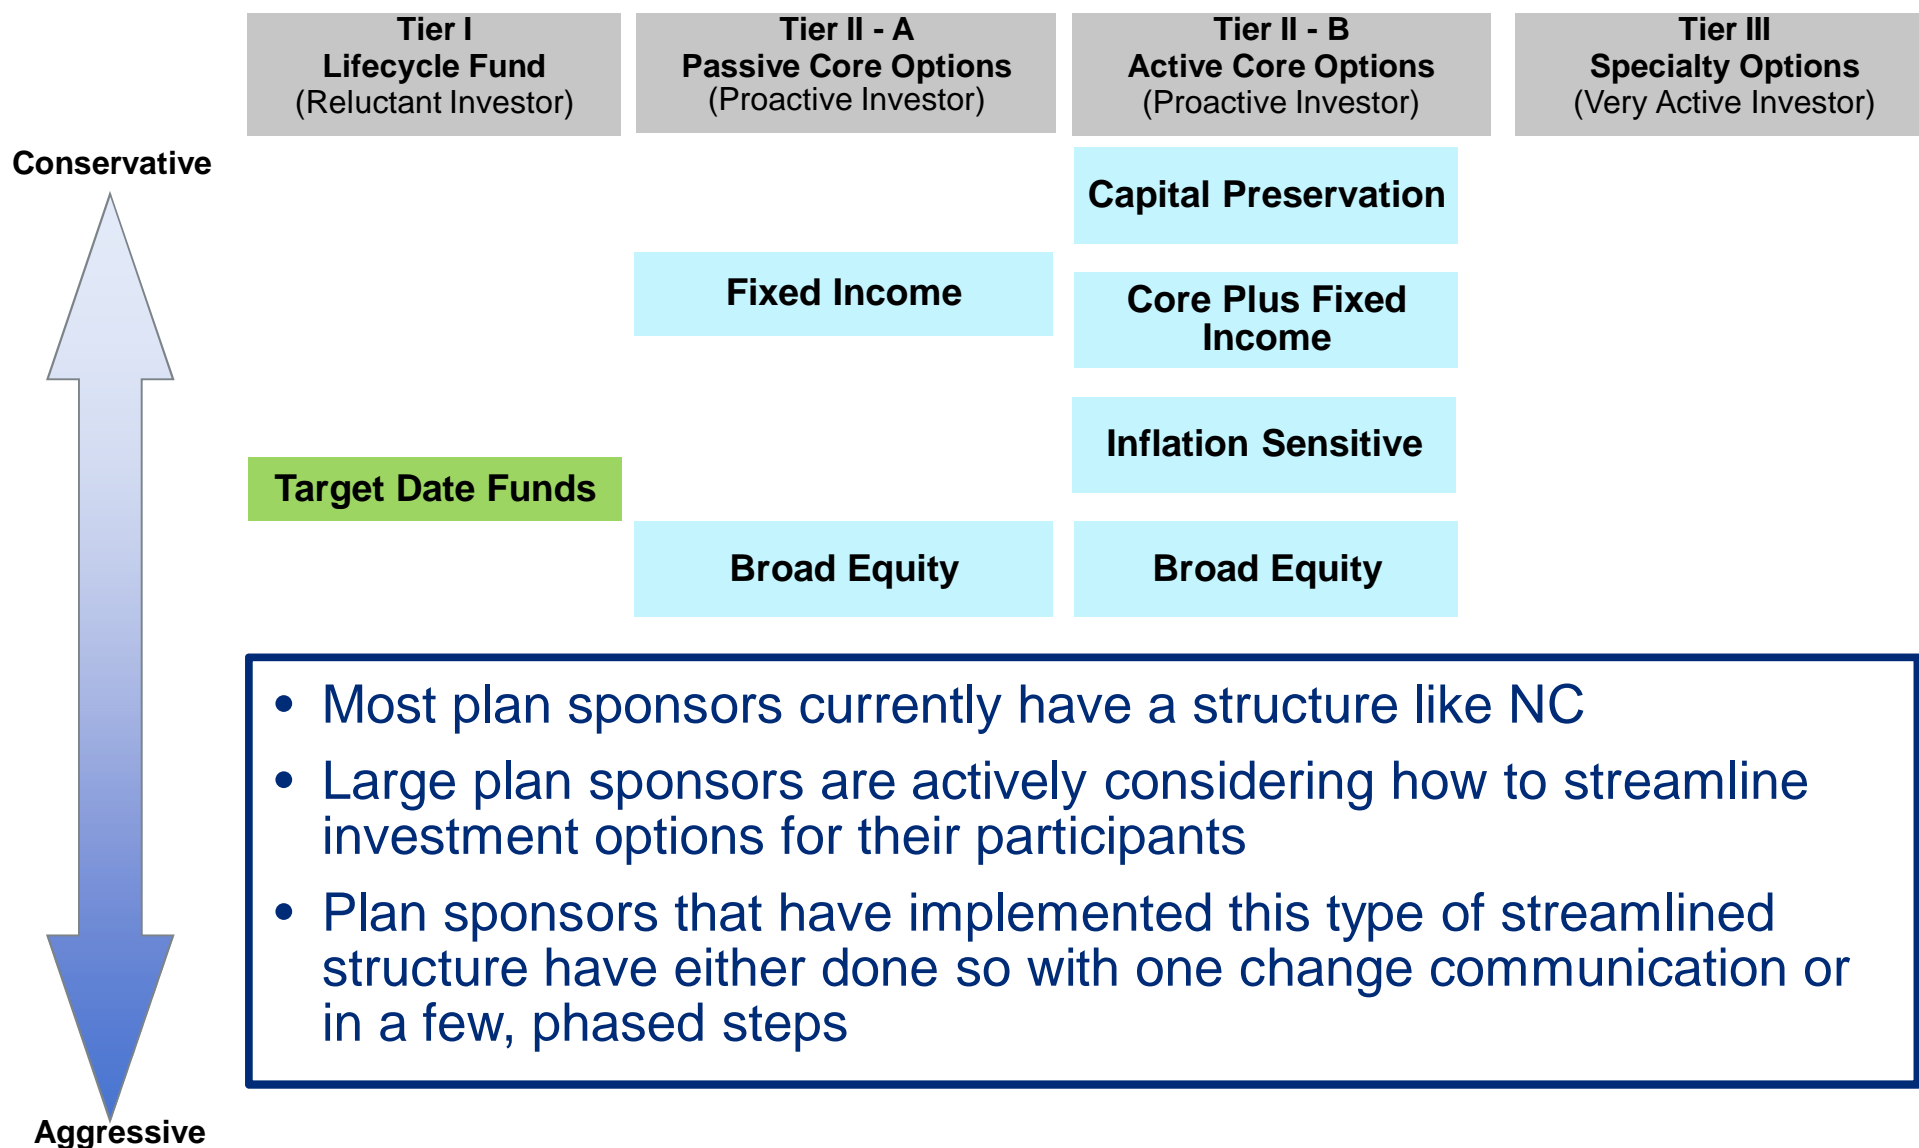 Tier I
Lifecycle Fund
(Reluctant Investor)
Tier II - A
Passive Core Options
(Proactive Investor)
Tier II - B
Active Core Options
(Proactive Investor)
Tier III
Specialty Options
(Very Active Investor)
Conservative
Capital Preservation
Fixed Income
Core Plus Fixed
Income
Inflation Sensitive
Target Date Funds
Broad Equity
Broad Equity
• Most plan sponsors currently have a structure like NC
• Large plan sponsors are actively considering how to streamline
investment options for their participants
• Plan sponsors that have implemented this type of streamlined
structure have either done so with one change communication or
in a few, phased steps
Aggressive